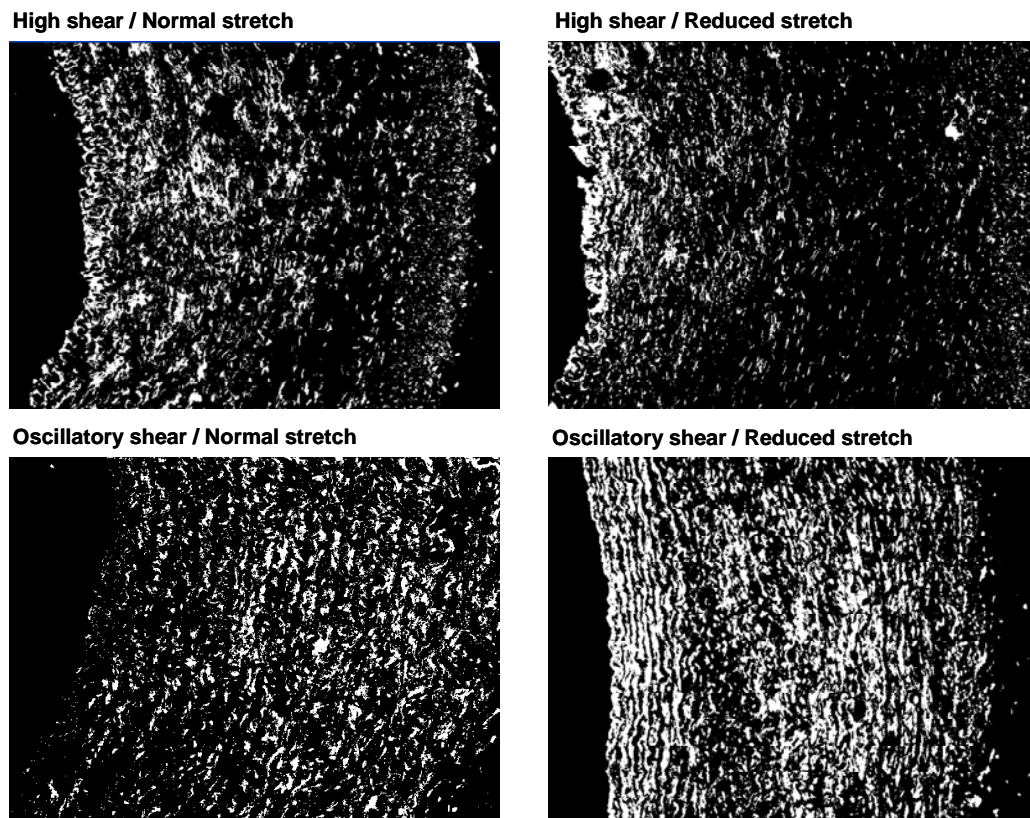 High shear / Normal stretch
High shear / Reduced stretch
Oscillatory shear / Normal stretch
Oscillatory shear / Reduced stretch